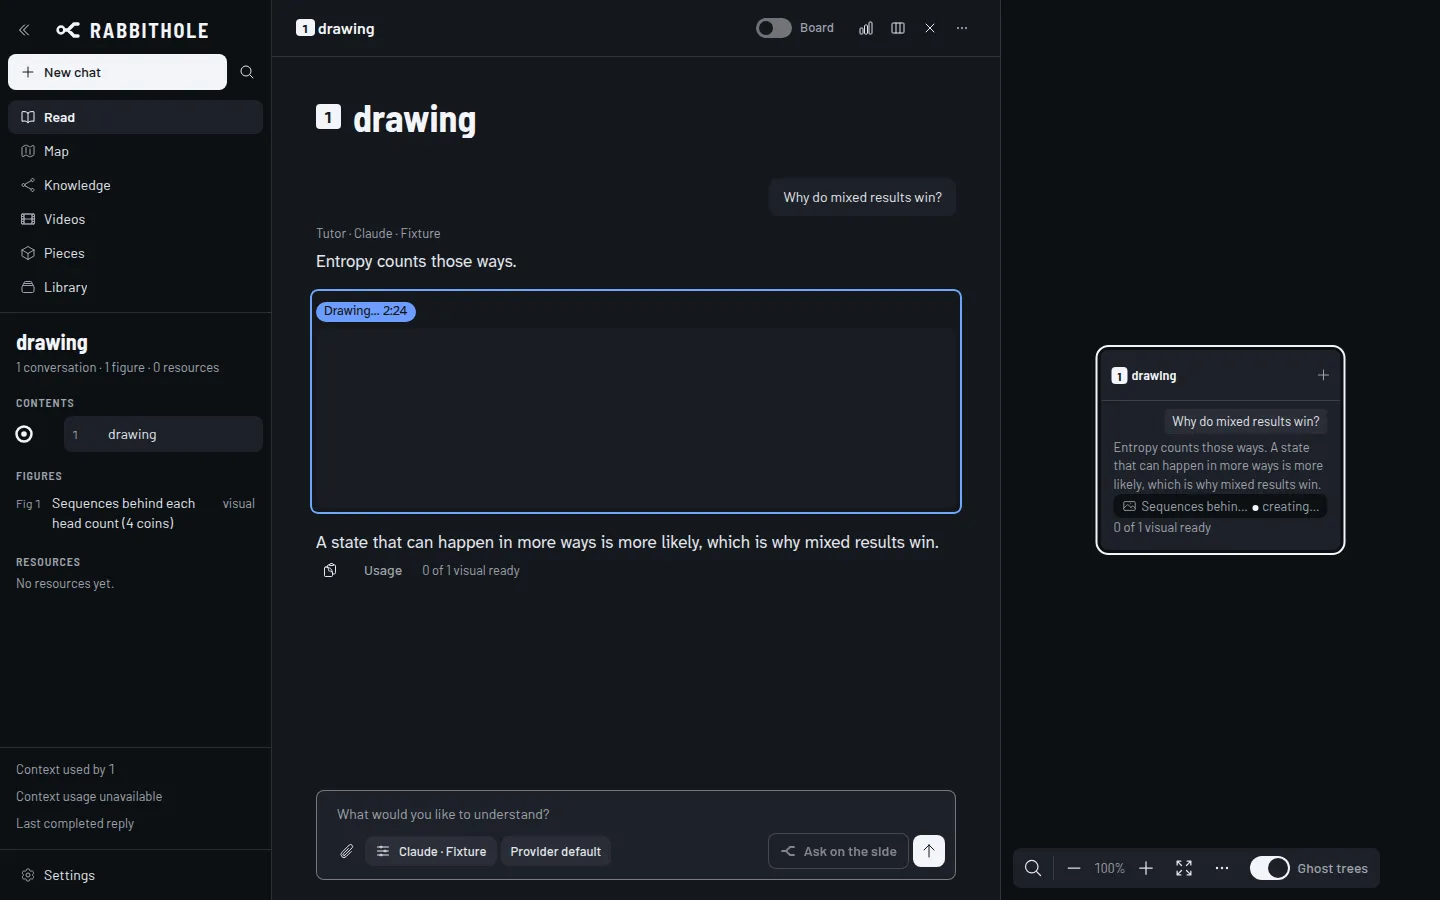 RABBITHOLE
New chat
Read
Map
Knowledge
Videos
Pieces
Library
drawing
1 conversation · 1 figure · 0 resources
CONTENTS
1 drawing
FIGURES
Fig 1 Sequences behind each visual
head count (4 coins)
RESOURCES
No resources yet.
Context used by 1
Context usage unavailable
Last completed reply
Settings
1 drawing
Board
1 drawing
Why do mixed results win?
Tutor · Claude · Fixture
Entropy counts those ways.
Drawing... 2:24
A state that can happen in more ways is more likely, which is why mixed results win.
Usage 0 of 1 visual ready
What would you like to understand?
Claude · Fixture Provider default Ask on the side
1 drawing
Why do mixed results win?
Entropy counts those ways. A state
that can happen in more ways is more
likely, which is why mixed results win.
Sequences behin... creating...
0 of 1 visual ready
100% Ghost trees